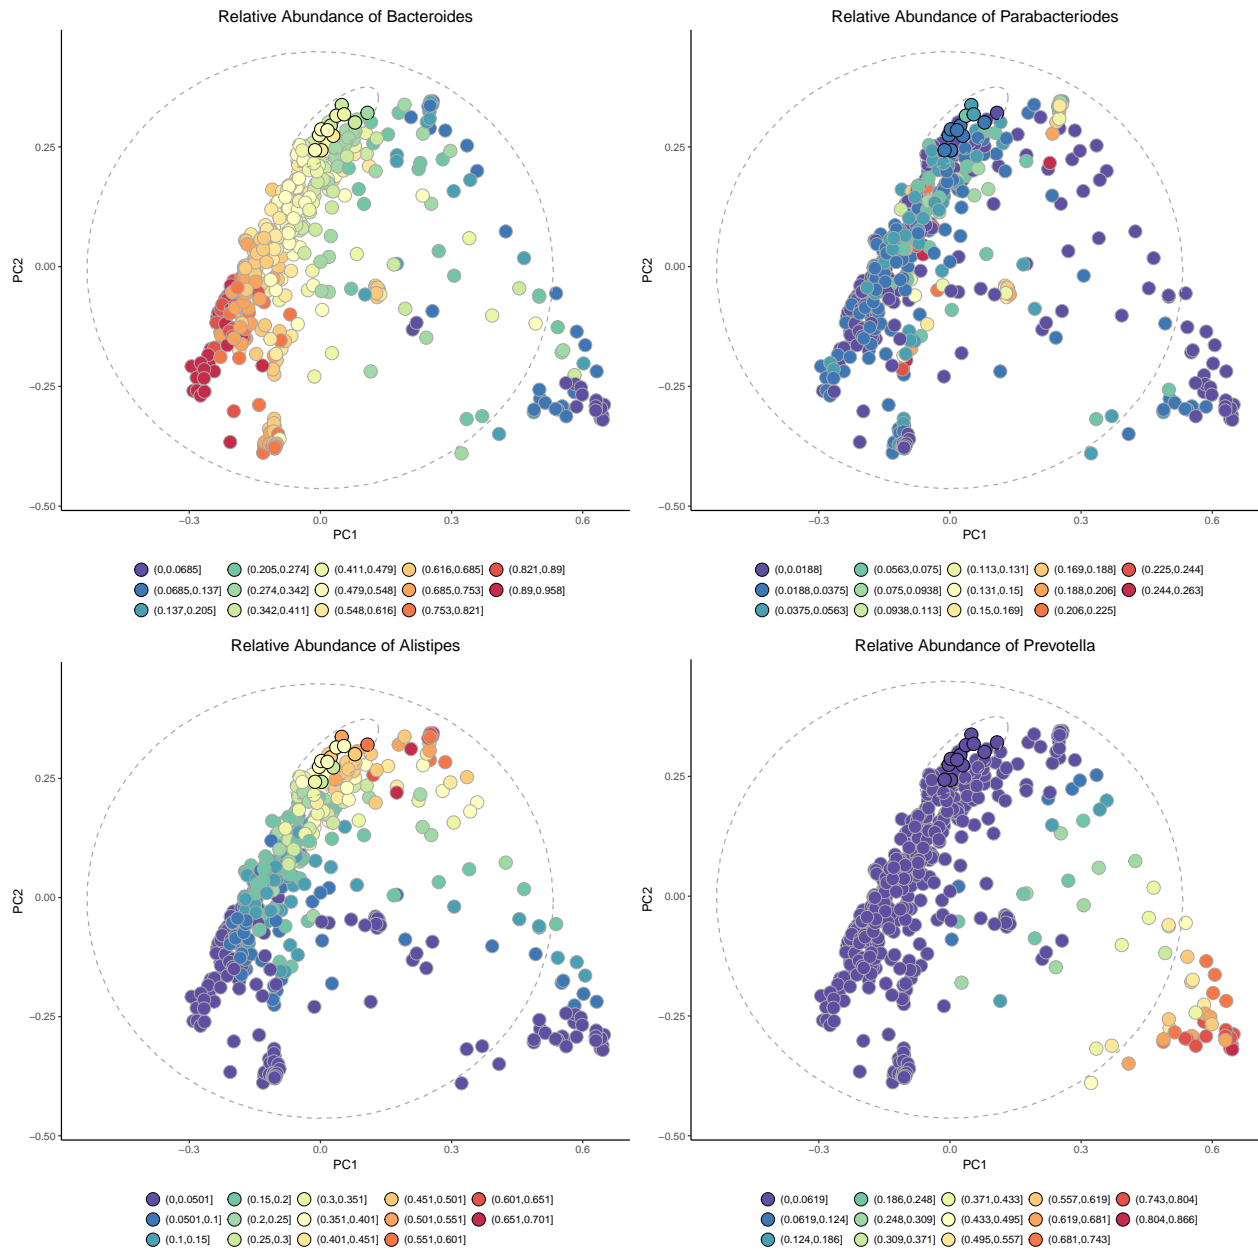 Relative Abundance of Bacteroides
0.25
0.00
−0.25
−0.50
PC2
−0.3 0.0 0.3 0.6
PC1
(0,0.0685] (0.205,0.274] (0.411,0.479] (0.616,0.685] (0.821,0.89]
(0.0685,0.137] (0.274,0.342] (0.479,0.548] (0.685,0.753] (0.89,0.958]
(0.137,0.205] (0.342,0.411] (0.548,0.616] (0.753,0.821]
Relative Abundance of Parabacteriodes
0.25
0.00
−0.25
−0.50
PC2
−0.3 0.0 0.3 0.6
PC1
(0,0.0188] (0.0563,0.075] (0.113,0.131] (0.169,0.188] (0.225,0.244]
(0.0188,0.0375] (0.075,0.0938] (0.131,0.15] (0.188,0.206] (0.244,0.263]
(0.0375,0.0563] (0.0938,0.113] (0.15,0.169] (0.206,0.225]
Relative Abundance of Alistipes
0.25
0.00
−0.25
−0.50
PC2
−0.3 0.0 0.3 0.6
PC1
(0,0.0501] (0.15,0.2] (0.3,0.351] (0.451,0.501] (0.601,0.651]
(0.0501,0.1] (0.2,0.25] (0.351,0.401] (0.501,0.551] (0.651,0.701]
(0.1,0.15] (0.25,0.3] (0.401,0.451] (0.551,0.601]
Relative Abundance of Prevotella
0.25
0.00
−0.25
−0.50
PC2
−0.3 0.0 0.3 0.6
PC1
(0,0.0619] (0.186,0.248] (0.371,0.433] (0.557,0.619] (0.743,0.804]
(0.0619,0.124] (0.248,0.309] (0.433,0.495] (0.619,0.681] (0.804,0.866]
(0.124,0.186] (0.309,0.371] (0.495,0.557] (0.681,0.743]